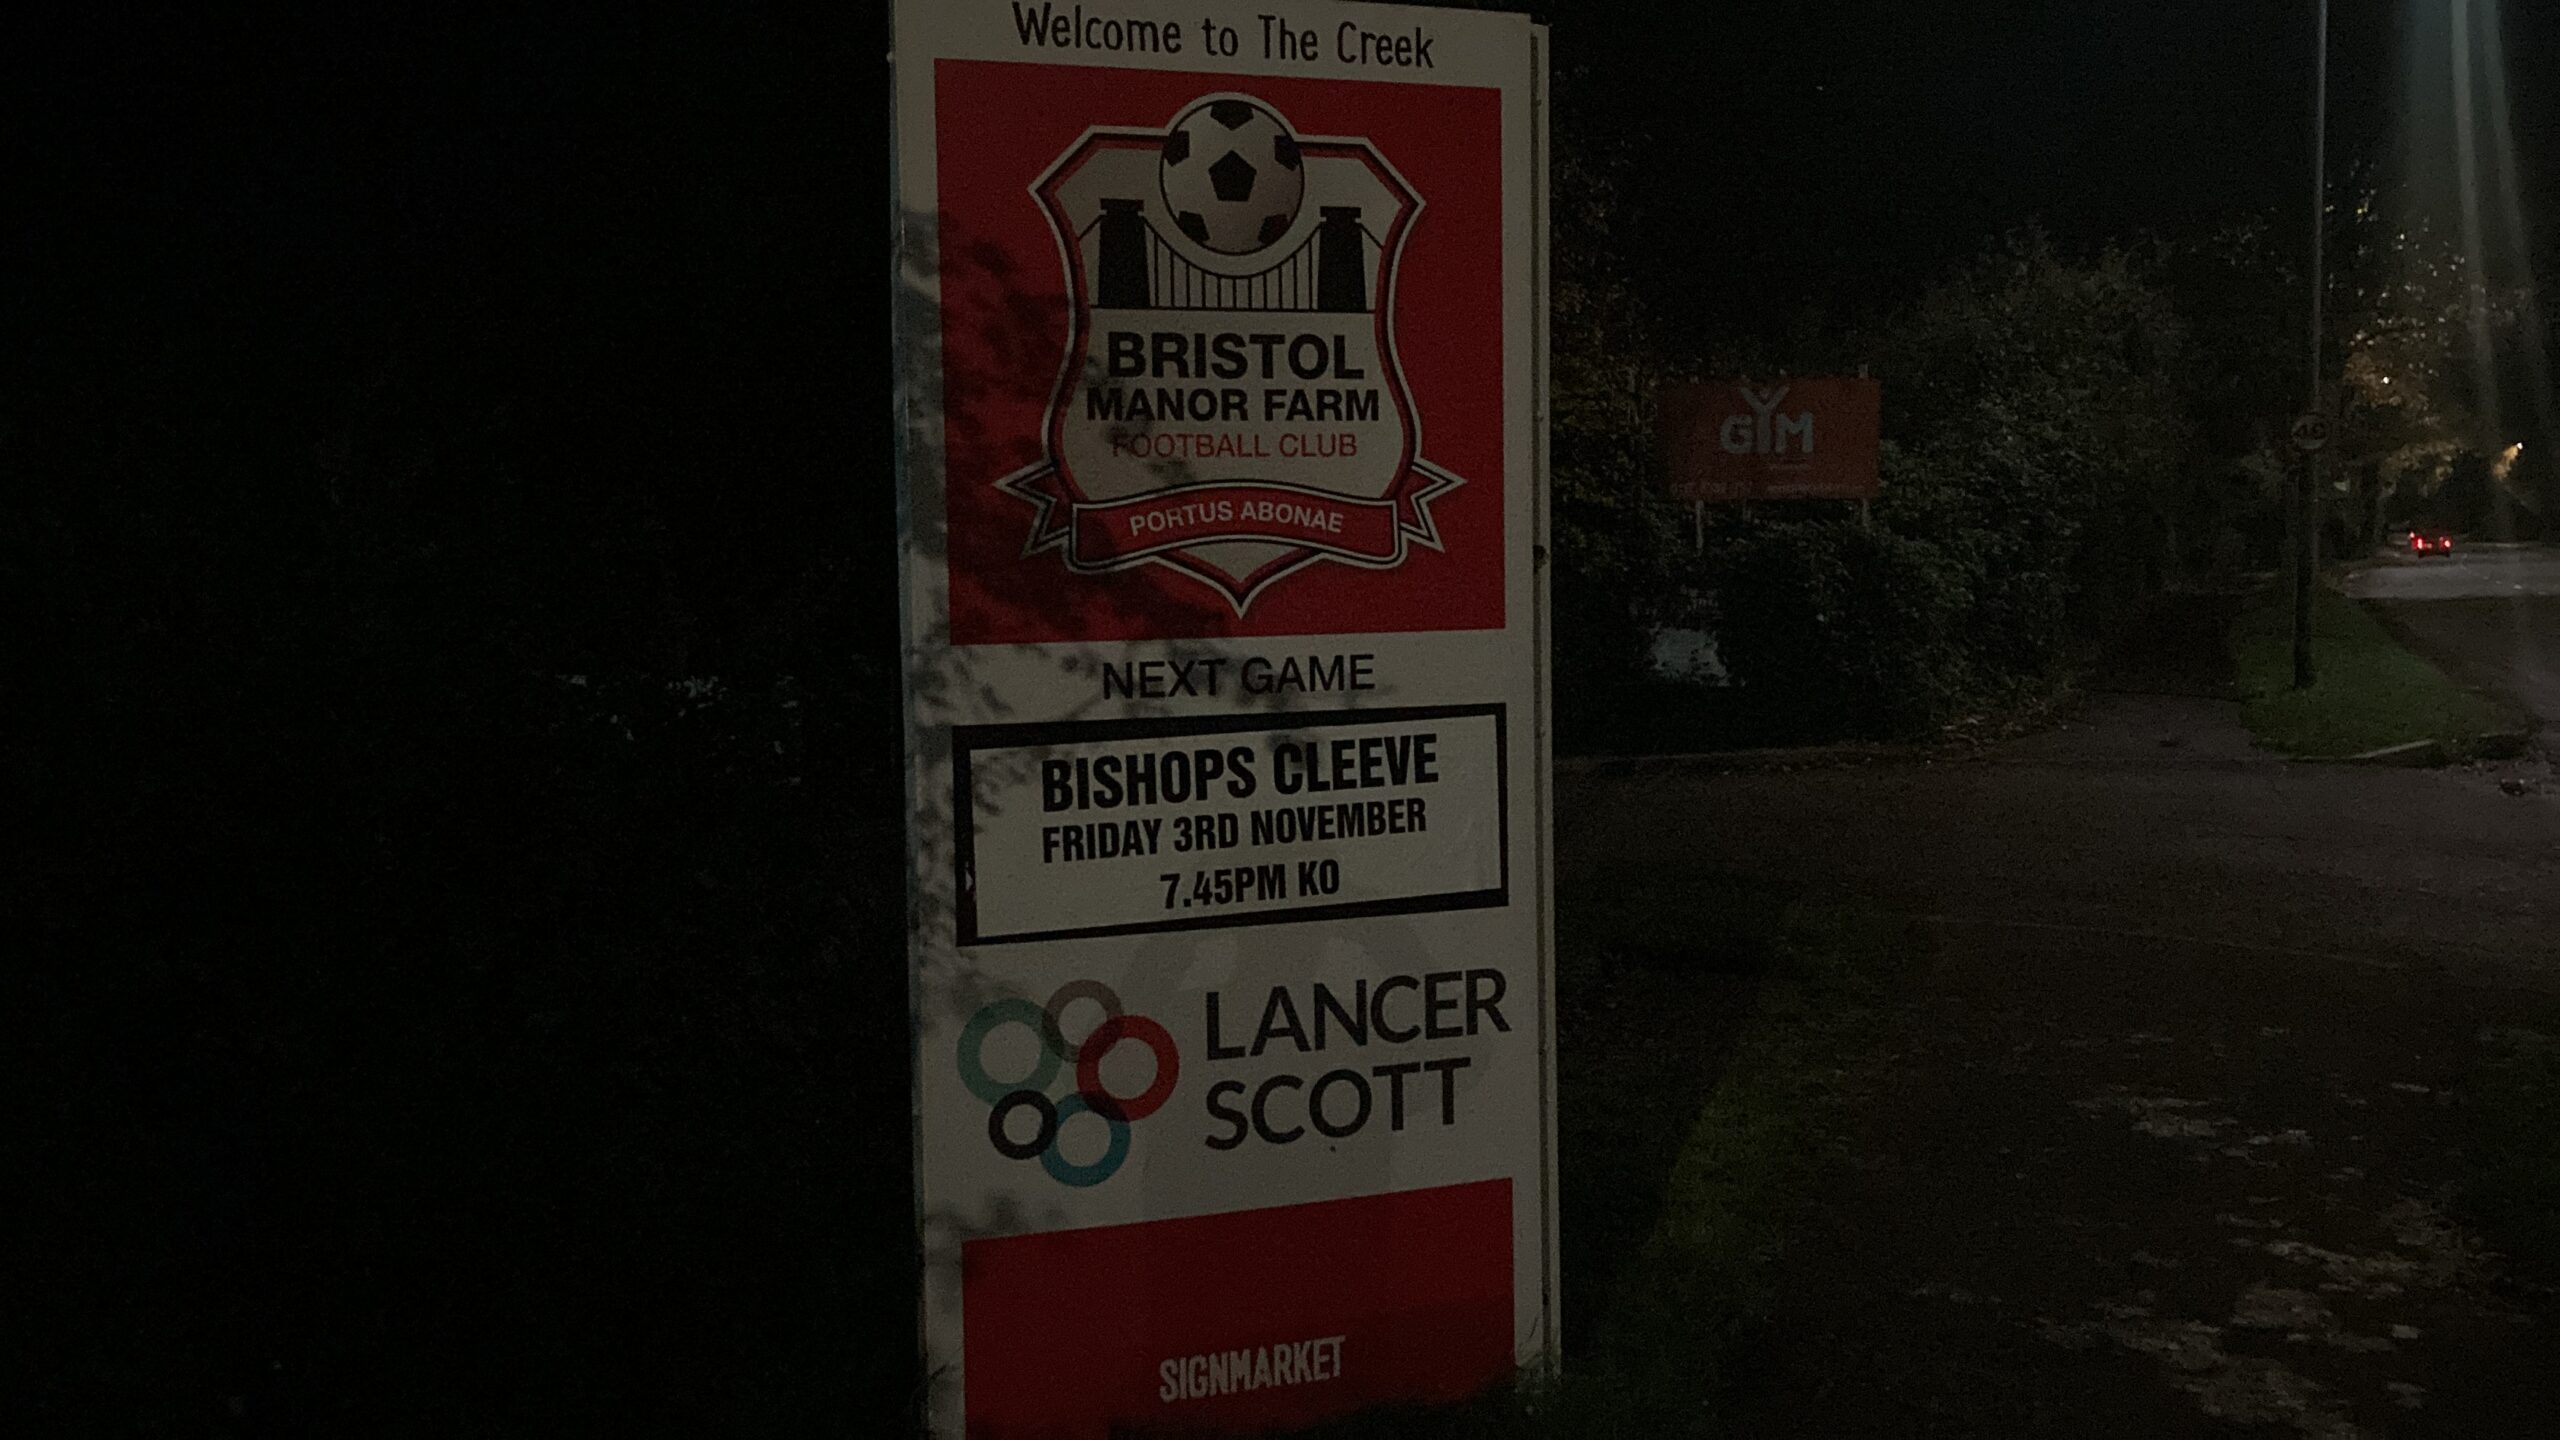 Welcome to The Creek
BRISTOL
MANOR FARM
FOOTBALL CLUB
PORTUS ABONAE
NEXT GAME
BISHOPS CLEEVE
FRIDAY 3RD NOVEMBER
7.45PM KO
LANCER
SCOTT
SIGNMARKET
GYM